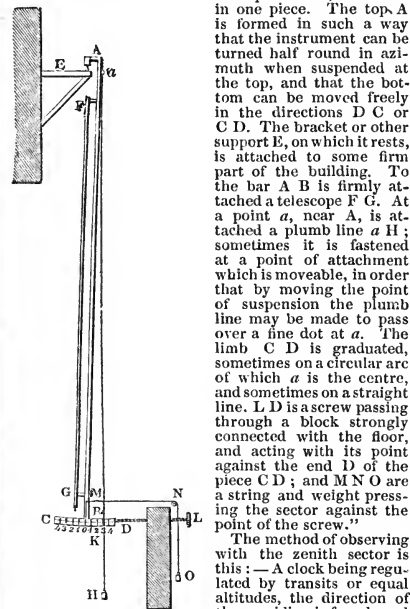 in one piece. The top A
is formed in such a way
that the instrument can be
turned half round in azi-
muth when suspended at
the top, and that the bot-
tom can be moved freely
in the directions D C or
C D. The bracket or other
support E, on which it rests,
is attached to some firm
part of the building. To
the bar A B is firmly at-
tached a telescope F G. At
a point a, near A, is at-
tached a plumb line a H ;
sometimes it is fastened
at a point of attachment
which is moveable, in order
that by moving the point
of suspension the plumb
line may be made to pass
over a fine dot at a. The
limb C D is graduated,
sometimes on a circular arc
of which a is the centre,
and sometimes on a straight
line. L D is a screw passing
through a block strongly
connected with the floor,
and acting with its point
against the end D of the
piece C D ; and M N O are
a string and weight press-
ing the sector against the
point of the screw."
The method of observing
with the zenith sector is
this : — A clock being regu-
lated by transits or equal
altitudes, the direction of
A
E
a
F
G
M
N
B
C
D
L
K
O
H